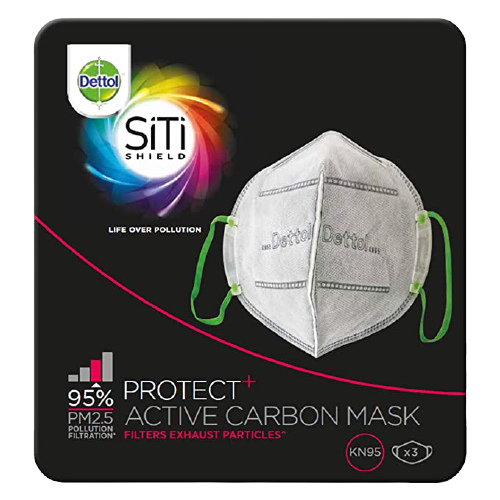 Dettol
SiTi
SHIELD
LIFE OVER POLLUTION
Dettol Dettol
95%
PM2.5
POLLUTION
FILTRATION*
PROTECT+
ACTIVE CARBON MASK
FILTERS EXHAUST PARTICLES^
KN95
x3